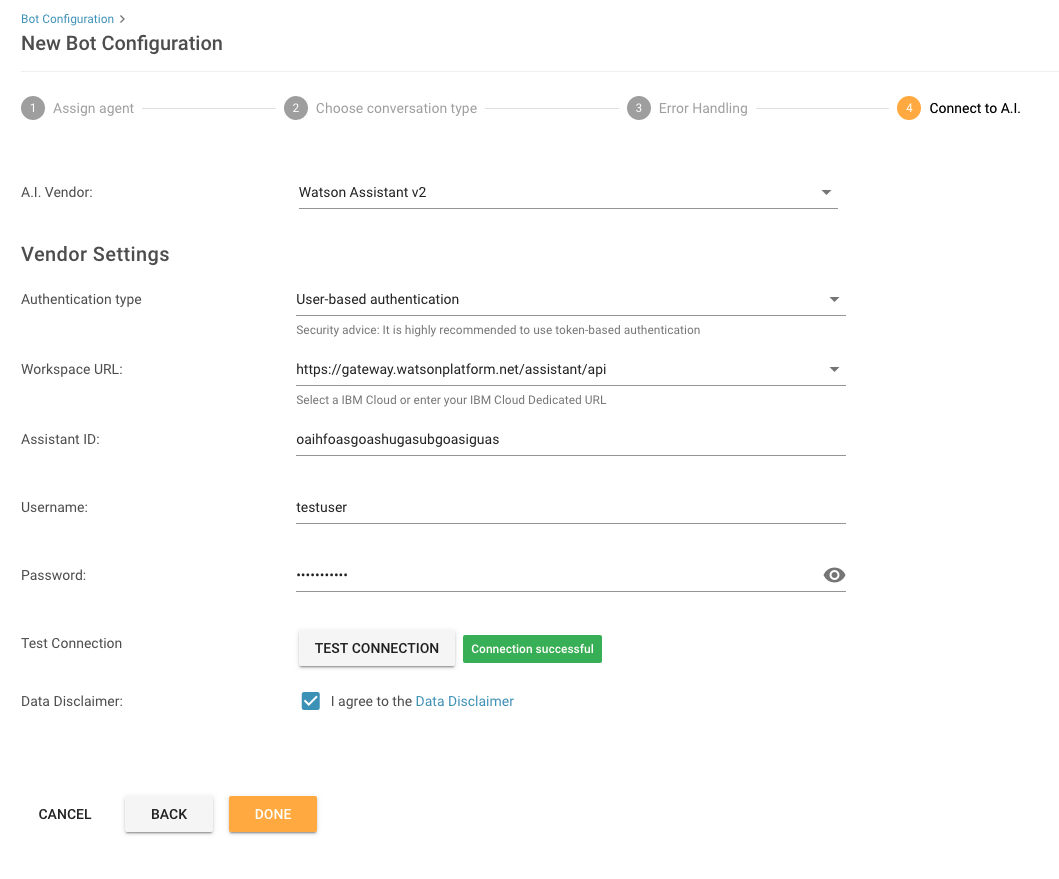 Bot Configuration >
New Bot Configuration
1 Assign agent 2 Choose conversation type 3 Error Handling 4 Connect to A.I.
A.I. Vendor: Watson Assistant v2
Vendor Settings
Authentication type User-based authentication
Security advice: It is highly recommended to use token-based authentication
Workspace URL: https://gateway.watsonplatform.net/assistant/api
Select a IBM Cloud or enter your IBM Cloud Dedicated URL
Assistant ID: oaihfoasgoashugasubgoasiguas
Username: testuser
Password: •••••••••••
Test Connection TEST CONNECTION Connection successful
Data Disclaimer: I agree to the Data Disclaimer
CANCEL BACK DONE